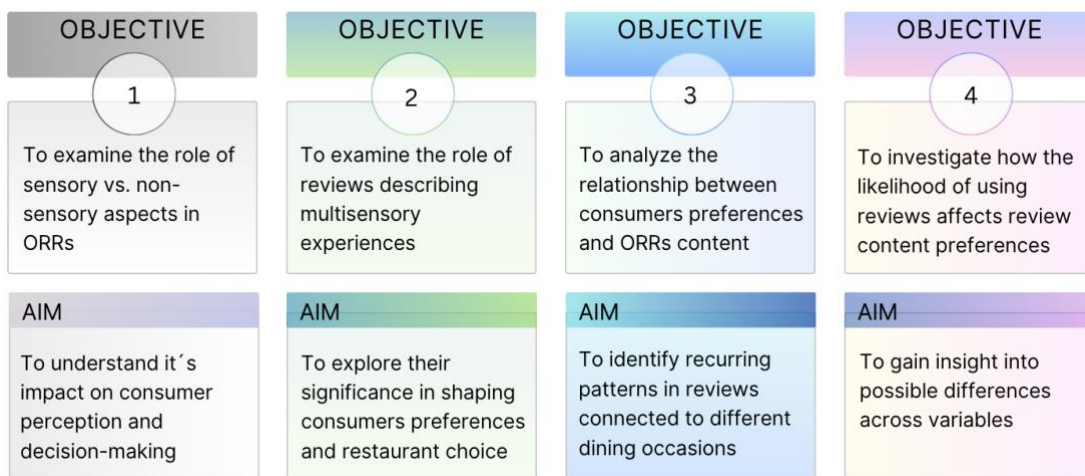 OBJECTIVE
1
To examine the role of
sensory vs. non-
sensory aspects in
ORRs
AIM
To understand it´s
impact on consumer
perception and
decision-making
OBJECTIVE
2
To examine the role of
reviews describing
multisensory
experiences
AIM
To explore their
significance in shaping
consumers preferences
and restaurant choice
OBJECTIVE
3
To analyze the
relationship between
consumers preferences
and ORRs content
AIM
To identify recurring
patterns in reviews
connected to different
dining occasions
OBJECTIVE
4
To investigate how the
likelihood of using
reviews affects review
content preferences
AIM
To gain insight into
possible differences
across variables